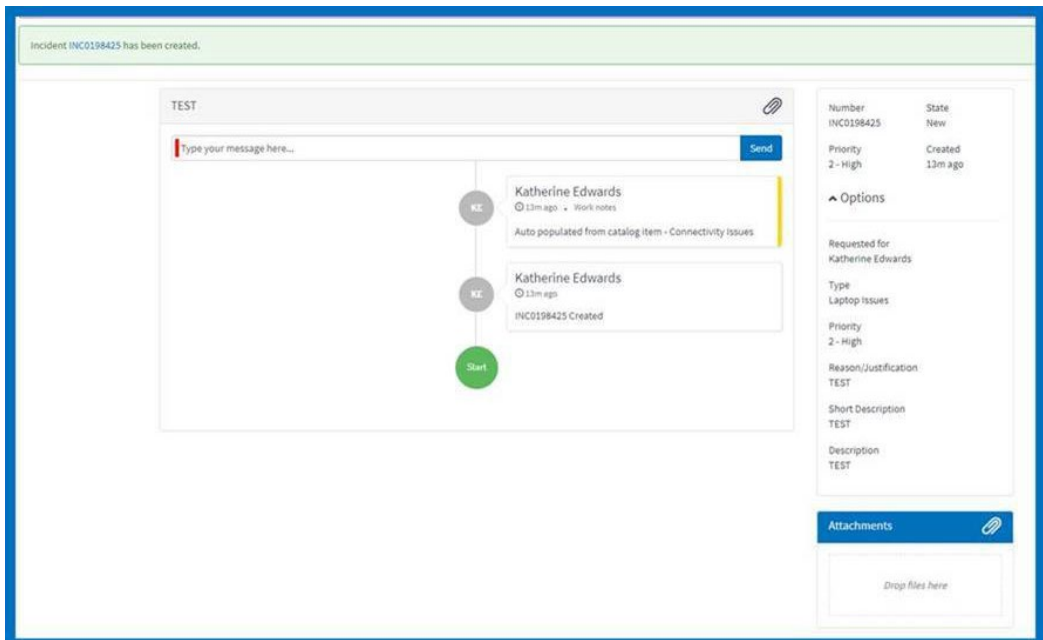 Incident INC0198425 has been created.
TEST
Type your message here...
Send
KE
Katherine Edwards
13m ago • Work notes
Auto populated from catalog item - Connectivity Issues
KE
Katherine Edwards
13m ago
INC0198425 Created
Start
Number State
INC0198425 New
Priority Created
2 - High 13m ago
Options
Requested for
Katherine Edwards
Type
Laptop Issues
Priority
2 - High
Reason/Justification
TEST
Short Description
TEST
Description
TEST
Attachments
Drop files here